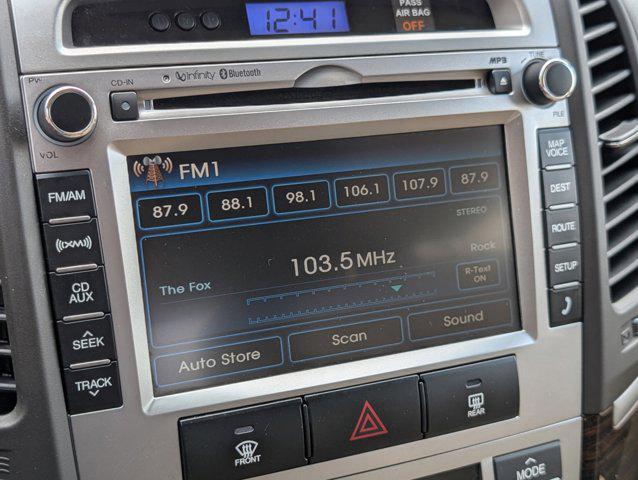 12:41
PASS
AIR BAG
OFF
PW
CD-IN
infinity Bluetooth
MP3
TUNE
VOL
FILE
FM1
FM/AM
87.9 88.1 98.1 106.1 107.9 87.9
MAP
VOICE
STEREO
DEST
103.5 MHz
Rock
ROUTE
CD
AUX
The Fox
R-Text
ON
SETUP
SEEK
Auto Store Scan Sound
TRACK
FRONT
REAR
MODE